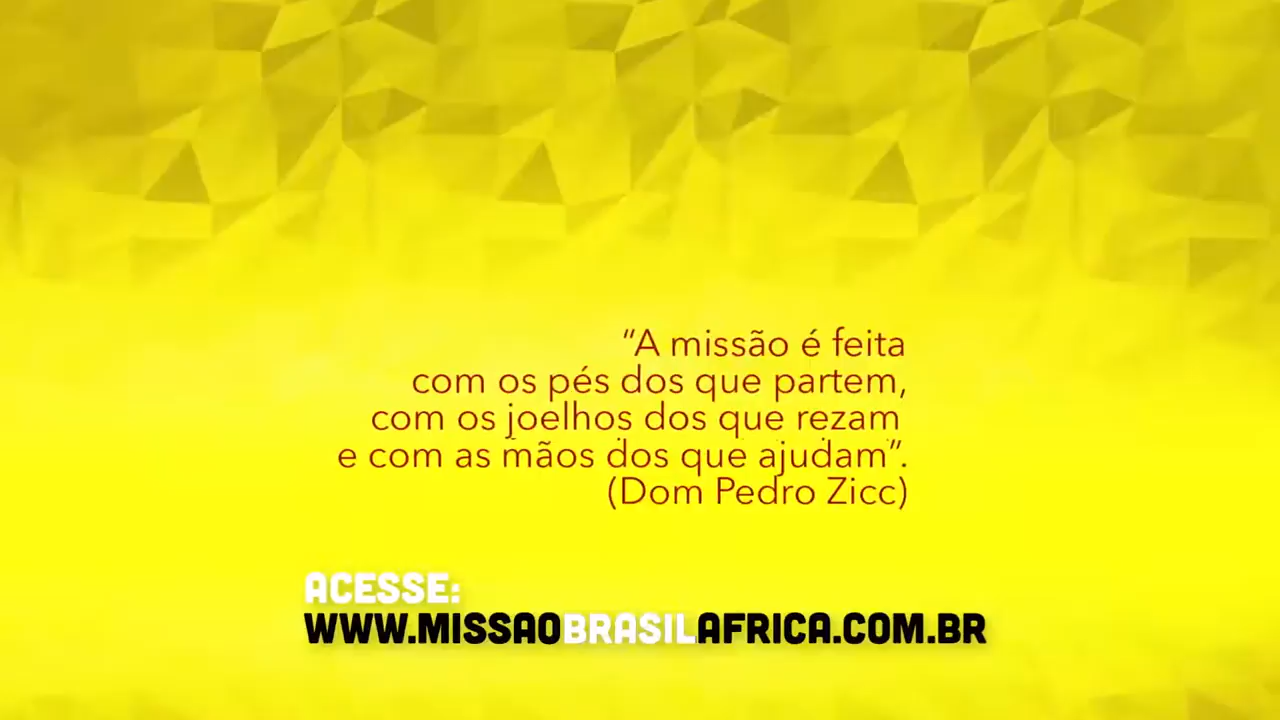 “A missão é feita
com os pés dos que partem,
com os joelhos dos que rezam
e com as mãos dos que ajudam”.
(Dom Pedro Zicc)
ACESSE:
WWW.MISSAOBRASILAFRICA.COM.BR